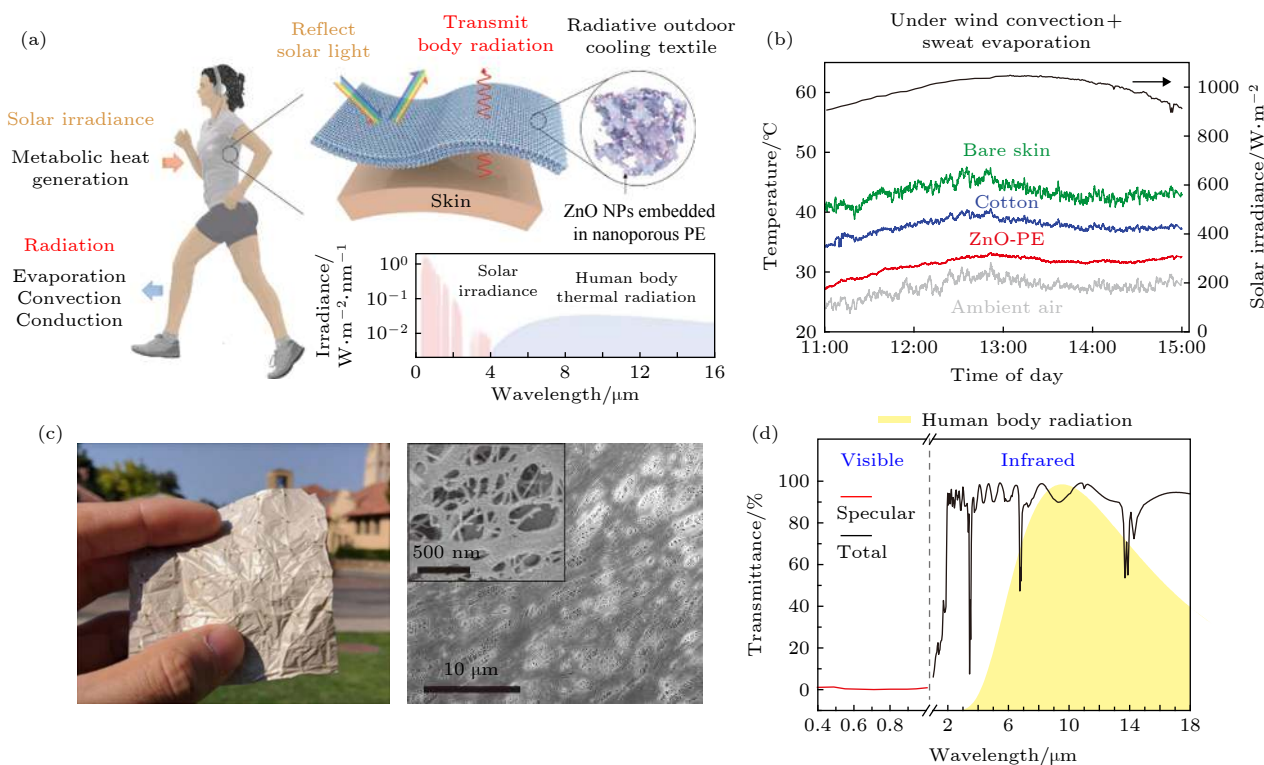 (a)
Reflect
solar light
Transmit
body radiation
Radiative outdoor
cooling textile
Solar irradiance
Metabolic heat
generation
Skin
ZnO NPs embedded
in nanoporous PE
Radiation
Evaporation
Convection
Conduction
Irradiance/
W·m⁻²·nm⁻¹
10⁰
10⁻¹
10⁻²
Solar
irradiance
Human body
thermal radiation
0 4 8 12 16
Wavelength/μm
(b)
Under wind convection+
sweat evaporation
Temperature/℃
60
50
40
30
20
Bare skin
Cotton
ZnO-PE
Ambient air
1000
800
600
400
200
0
Solar irradiance/W·m⁻²
11:00 12:00 13:00 14:00 15:00
Time of day
(c)
500 nm
10 μm
(d)
Human body radiation
Visible
Infrared
Specular
Total
Transmittance/%
100
80
60
40
20
0
0.4 0.6 0.8 2 6 10 14 18
Wavelength/μm